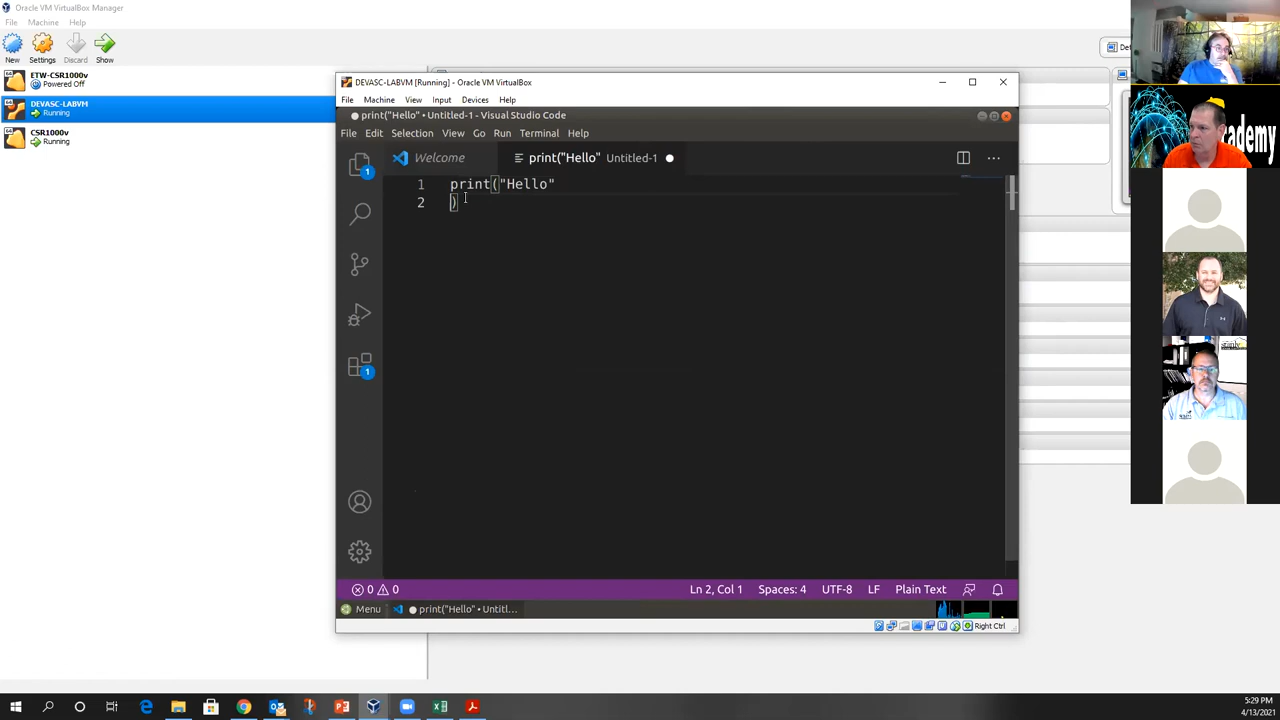 Oracle VM VirtualBox Manager
File Machine Help
New Settings Discard Show
ETW-CSR1000v
Powered Off
DEVASC-LABVM
Running
CSR1000v
Running
DEVASC-LABVM [Running] - Oracle VM VirtualBox
File Machine View Input Devices Help
print("Hello" • Untitled-1 - Visual Studio Code
File Edit Selection View Go Run Terminal Help
Welcome
print("Hello" Untitled-1
1 print("Hello"
2 )
1
1
0 0
Ln 2, Col 1 Spaces: 4 UTF-8 LF Plain Text
Menu
print("Hello" • Untitl...
Right Ctrl
5:29 PM
4/13/2021